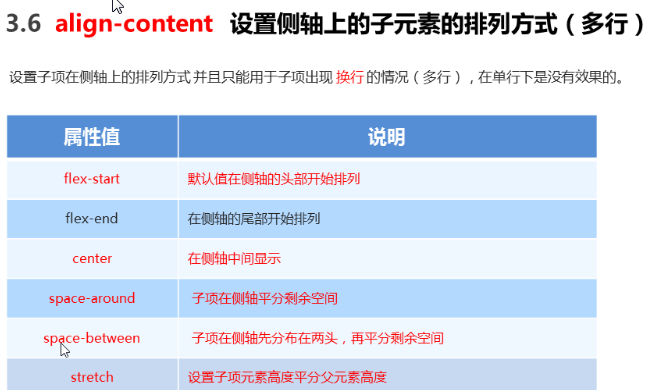 3.6 align-content 设置侧轴上的子元素的排列方式（多行）
设置子项在侧轴上的排列方式 并且只能用于子项出现 换行 的情况（多行），在单行下是没有效果的。
属性值 说明
flex-start 默认值在侧轴的头部开始排列
flex-end 在侧轴的尾部开始排列
center 在侧轴中间显示
space-around 子项在侧轴平分剩余空间
space-between 子项在侧轴先分布在两头，再平分剩余空间
stretch 设置子项元素高度平分父元素高度